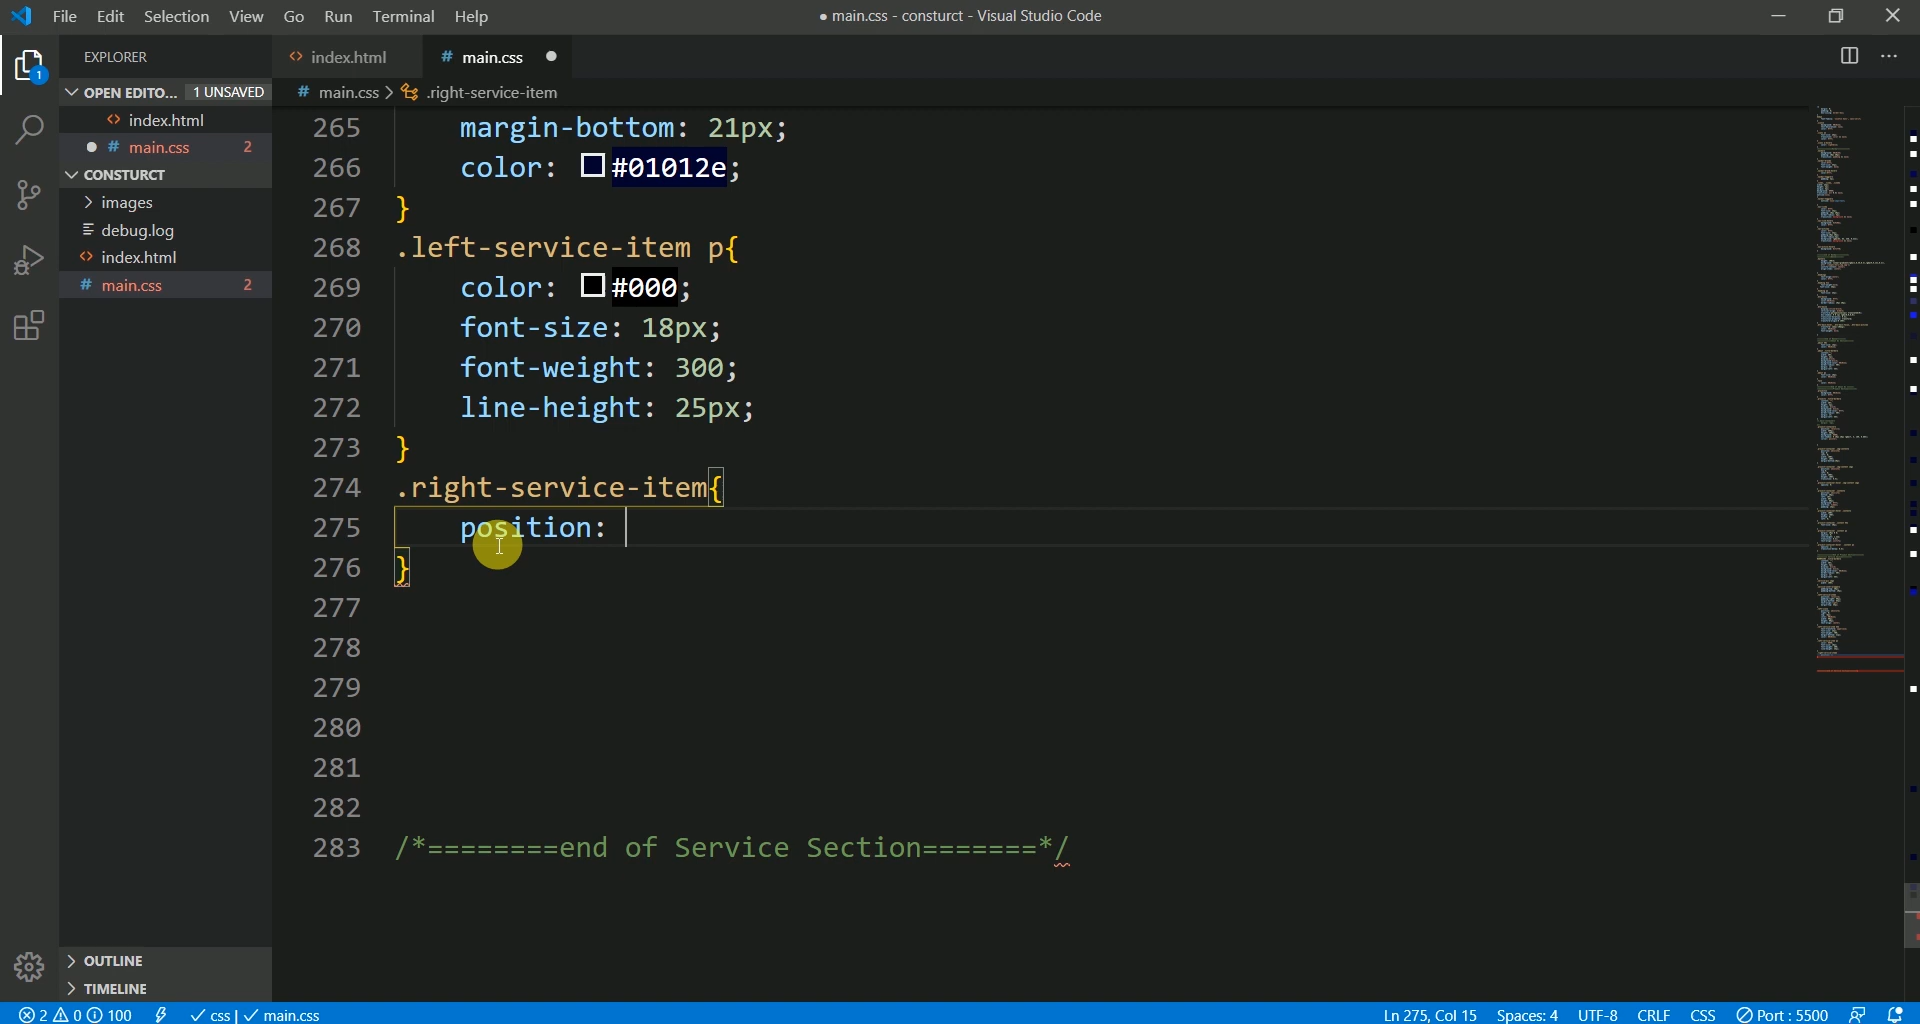 File Edit Selection View Go Run Terminal Help
● main.css - consturct - Visual Studio Code
EXPLORER
OPEN EDITO... 1 UNSAVED
index.html
# main.css 2
CONSTURCT
images
debug.log
index.html
# main.css 2
OUTLINE
TIMELINE
<> index.html
# main.css ●
# main.css > .right-service-item
265 margin-bottom: 21px;
266 color: #01012e;
267 }
268 .left-service-item p{
269 color: #000;
270 font-size: 18px;
271 font-weight: 300;
272 line-height: 25px;
273 }
274 .right-service-item{
275 position:
276 }
277
278
279
280
281
282
283 /*========end of Service Section=======*/
1
2 0 100 css | main.css
Ln 275, Col 15 Spaces: 4 UTF-8 CRLF CSS Port : 5500